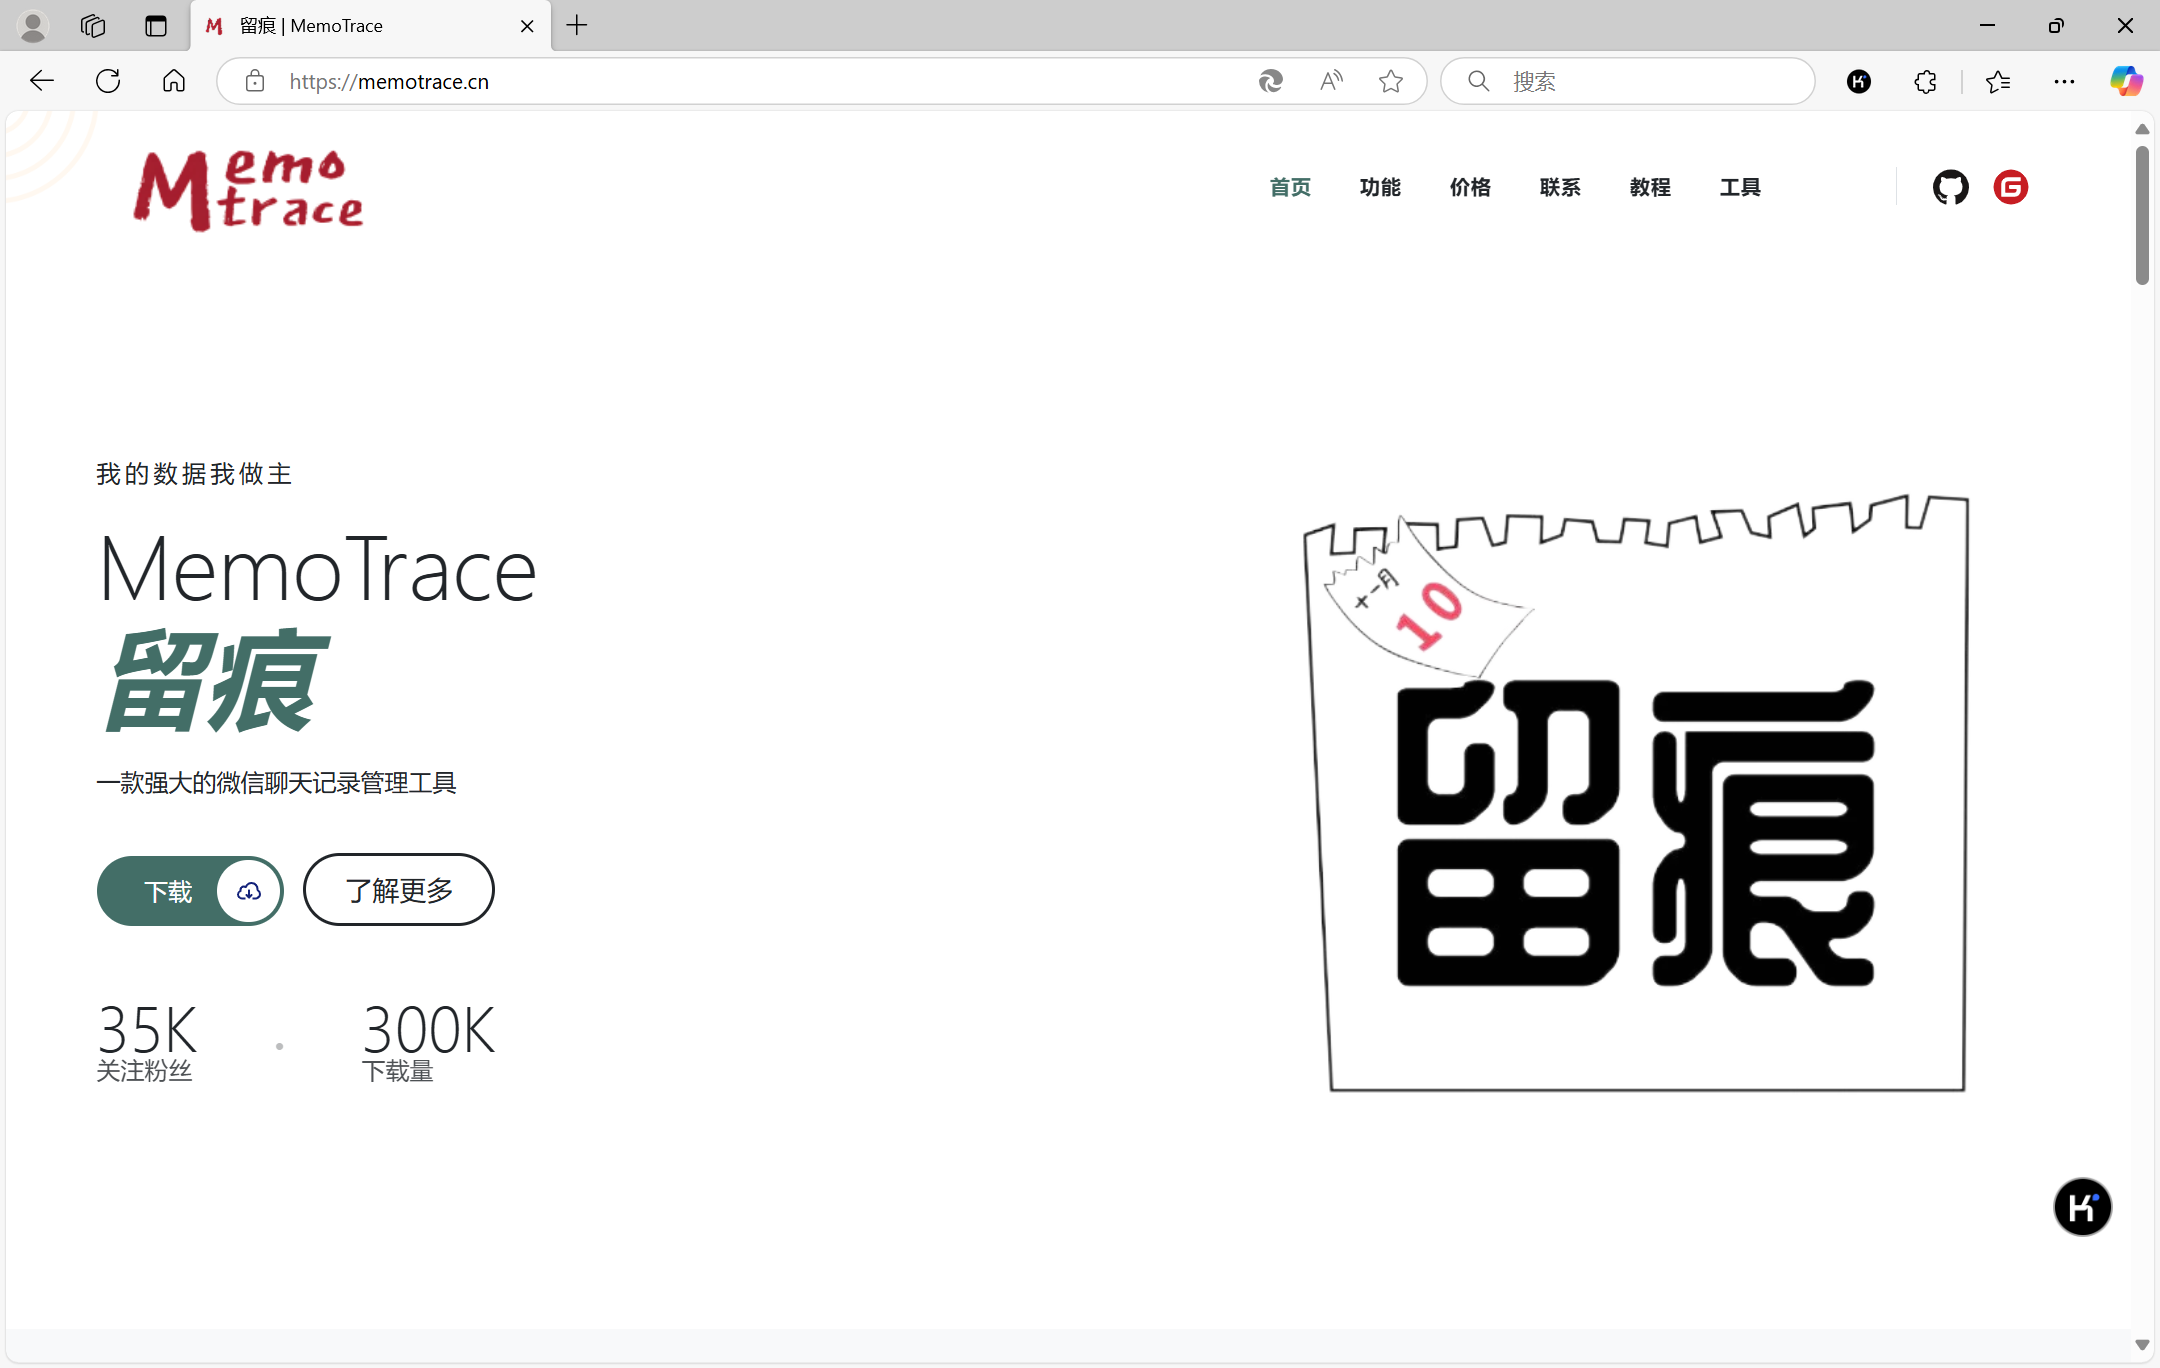 留痕 | MemoTrace
https://memotrace.cn
搜索
Memo
trace
首页
功能
价格
联系
教程
工具
我的数据我做主
MemoTrace
留痕
一款强大的微信聊天记录管理工具
下载
了解更多
35K
关注粉丝
300K
下载量
十一月
10
留痕